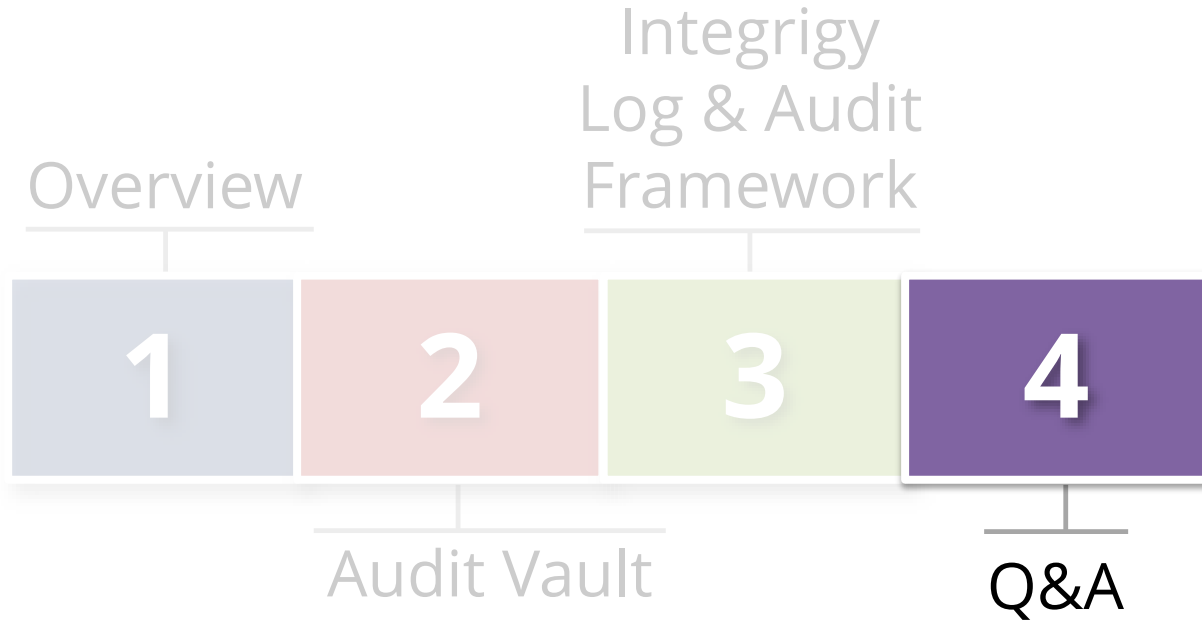 Integrigy
Log & Audit
Framework
Overview
1
2
3
4
Audit Vault
Q&A